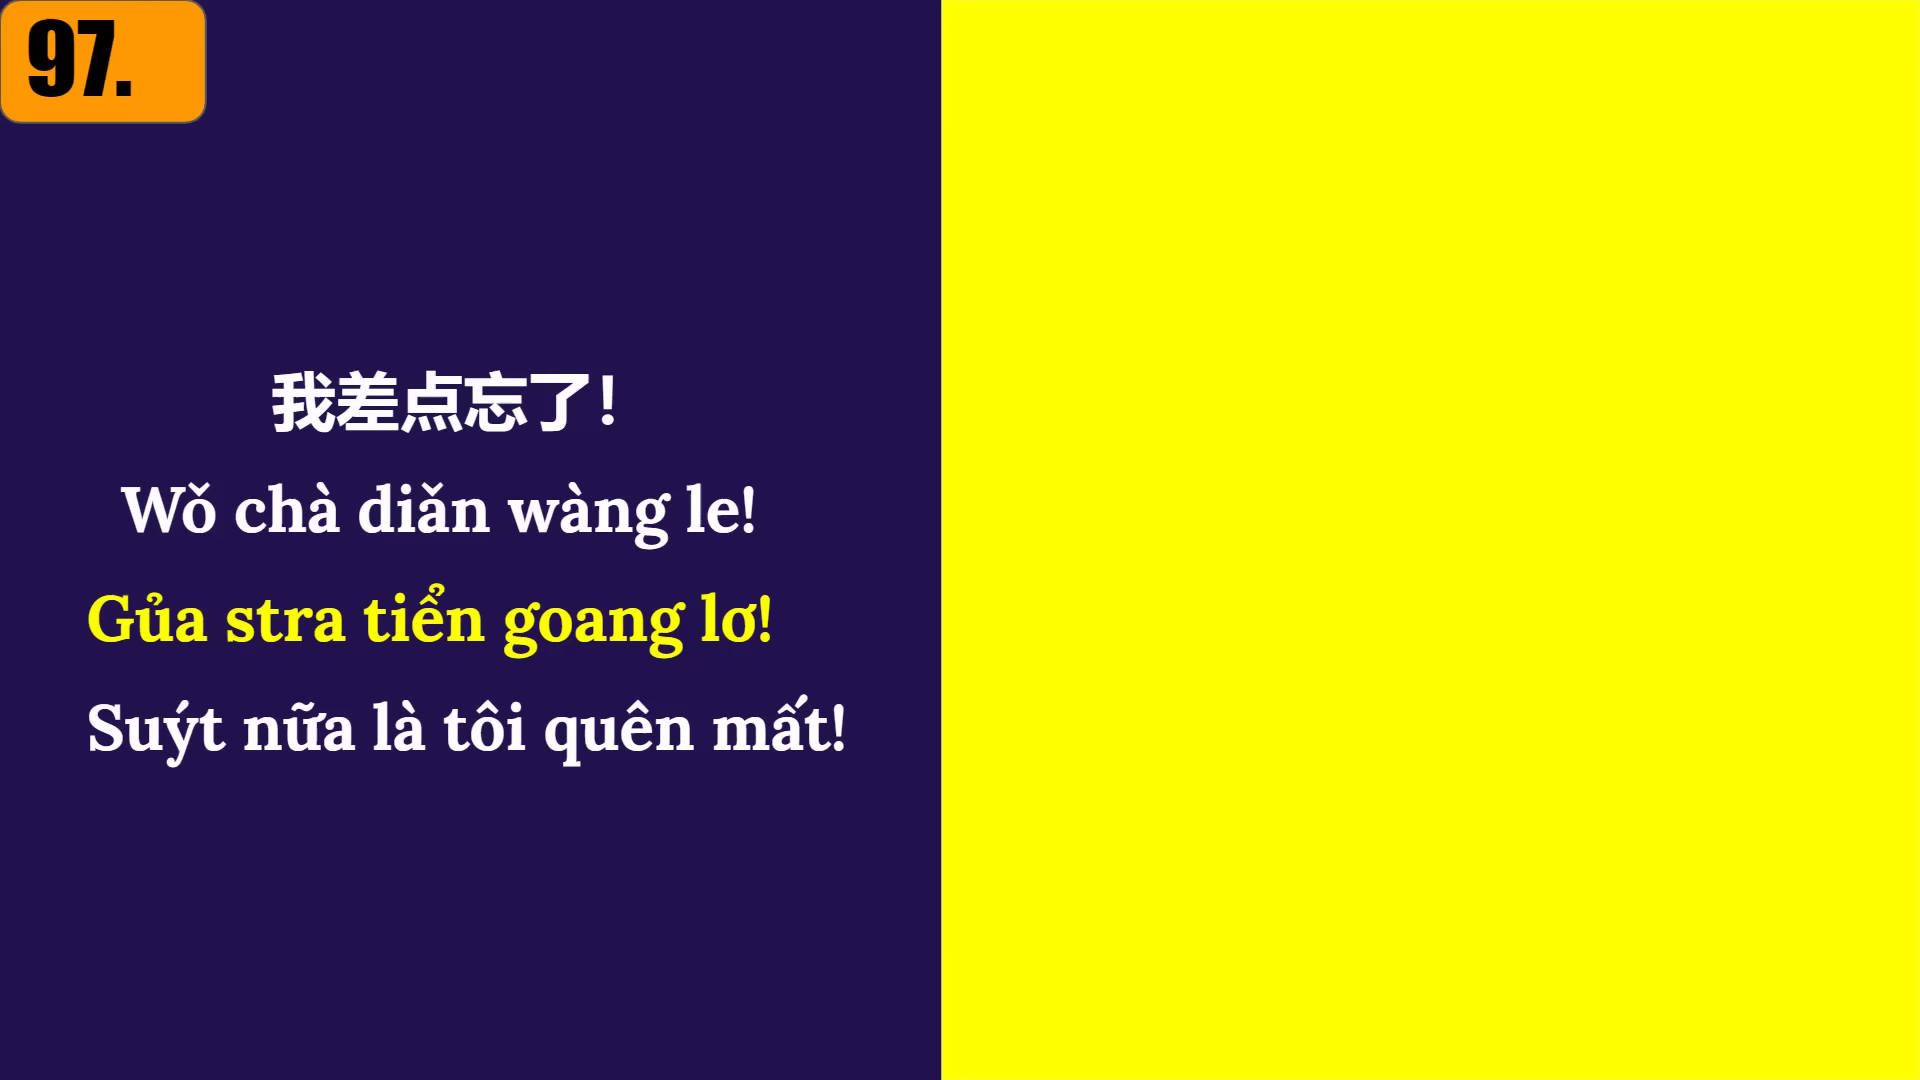 97.
我差点忘了！
Wǒ chà diǎn wàng le!
Gủa stra tiển goang lơ!
Suýt nữa là tôi quên mất!